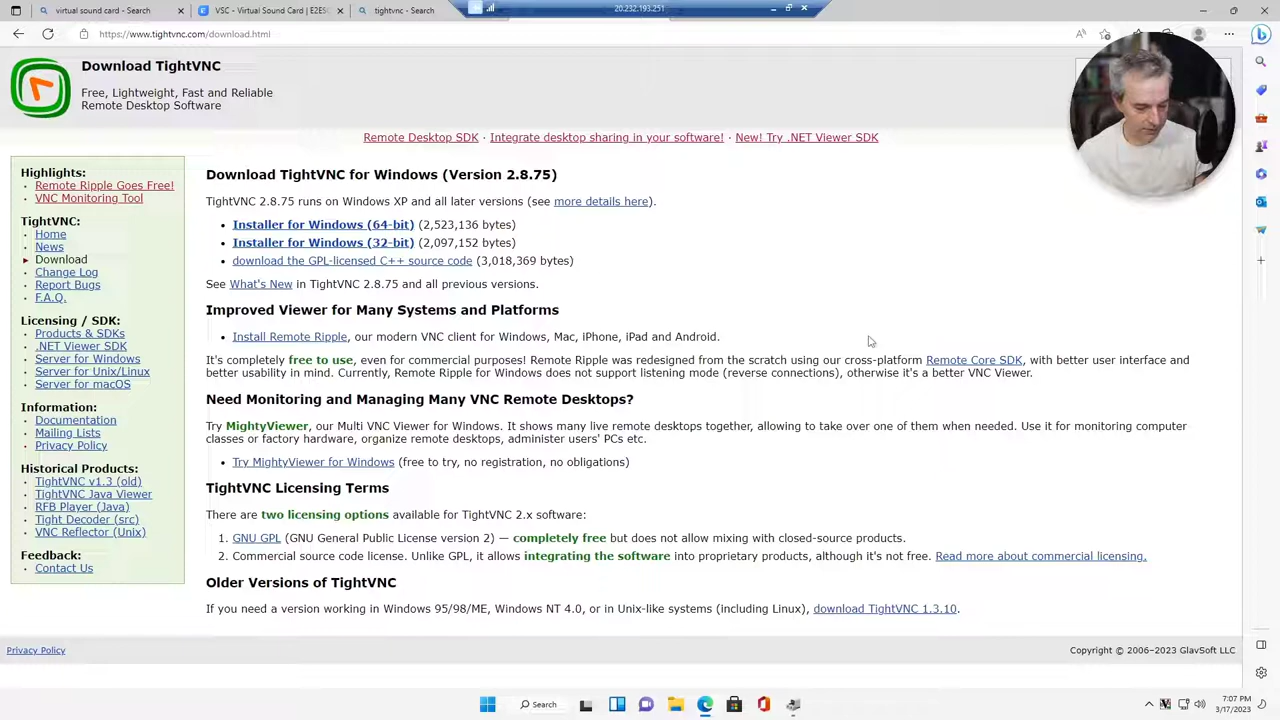 virtual sound card - Search
VSC - Virtual Sound Card | E2ES
tightvnc - Search
20.232.193.251
https://www.tightvnc.com/download.html
Download TightVNC
Free, Lightweight, Fast and Reliable
Remote Desktop Software
Remote Desktop SDK · Integrate desktop sharing in your software! · New! Try .NET Viewer SDK
Highlights:
Remote Ripple Goes Free!
VNC Monitoring Tool
TightVNC:
Home
News
Download
Change Log
Report Bugs
F.A.Q.
Licensing / SDK:
Products & SDKs
.NET Viewer SDK
Server for Windows
Server for Unix/Linux
Server for macOS
Information:
Documentation
Mailing Lists
Privacy Policy
Historical Products:
TightVNC v1.3 (old)
TightVNC Java Viewer
RFB Player (Java)
Tight Decoder (src)
VNC Reflector (Unix)
Feedback:
Contact Us
Download TightVNC for Windows (Version 2.8.75)
TightVNC 2.8.75 runs on Windows XP and all later versions (see more details here).
• Installer for Windows (64-bit) (2,523,136 bytes)
• Installer for Windows (32-bit) (2,097,152 bytes)
• download the GPL-licensed C++ source code (3,018,369 bytes)
See What's New in TightVNC 2.8.75 and all previous versions.
Improved Viewer for Many Systems and Platforms
• Install Remote Ripple, our modern VNC client for Windows, Mac, iPhone, iPad and Android.
It's completely free to use, even for commercial purposes! Remote Ripple was redesigned from the scratch using our cross-platform Remote Core SDK, with better user interface and
better usability in mind. Currently, Remote Ripple for Windows does not support listening mode (reverse connections), otherwise it's a better VNC Viewer.
Need Monitoring and Managing Many VNC Remote Desktops?
Try MightyViewer, our Multi VNC Viewer for Windows. It shows many live remote desktops together, allowing to take over one of them when needed. Use it for monitoring computer
classes or factory hardware, organize remote desktops, administer users' PCs etc.
• Try MightyViewer for Windows (free to try, no registration, no obligations)
TightVNC Licensing Terms
There are two licensing options available for TightVNC 2.x software:
1. GNU GPL (GNU General Public License version 2) — completely free but does not allow mixing with closed-source products.
2. Commercial source code license. Unlike GPL, it allows integrating the software into proprietary products, although it's not free. Read more about commercial licensing.
Older Versions of TightVNC
If you need a version working in Windows 95/98/ME, Windows NT 4.0, or in Unix-like systems (including Linux), download TightVNC 1.3.10.
Privacy Policy
Copyright © 2006–2023 GlavSoft LLC
Search
7:07 PM
3/17/2023